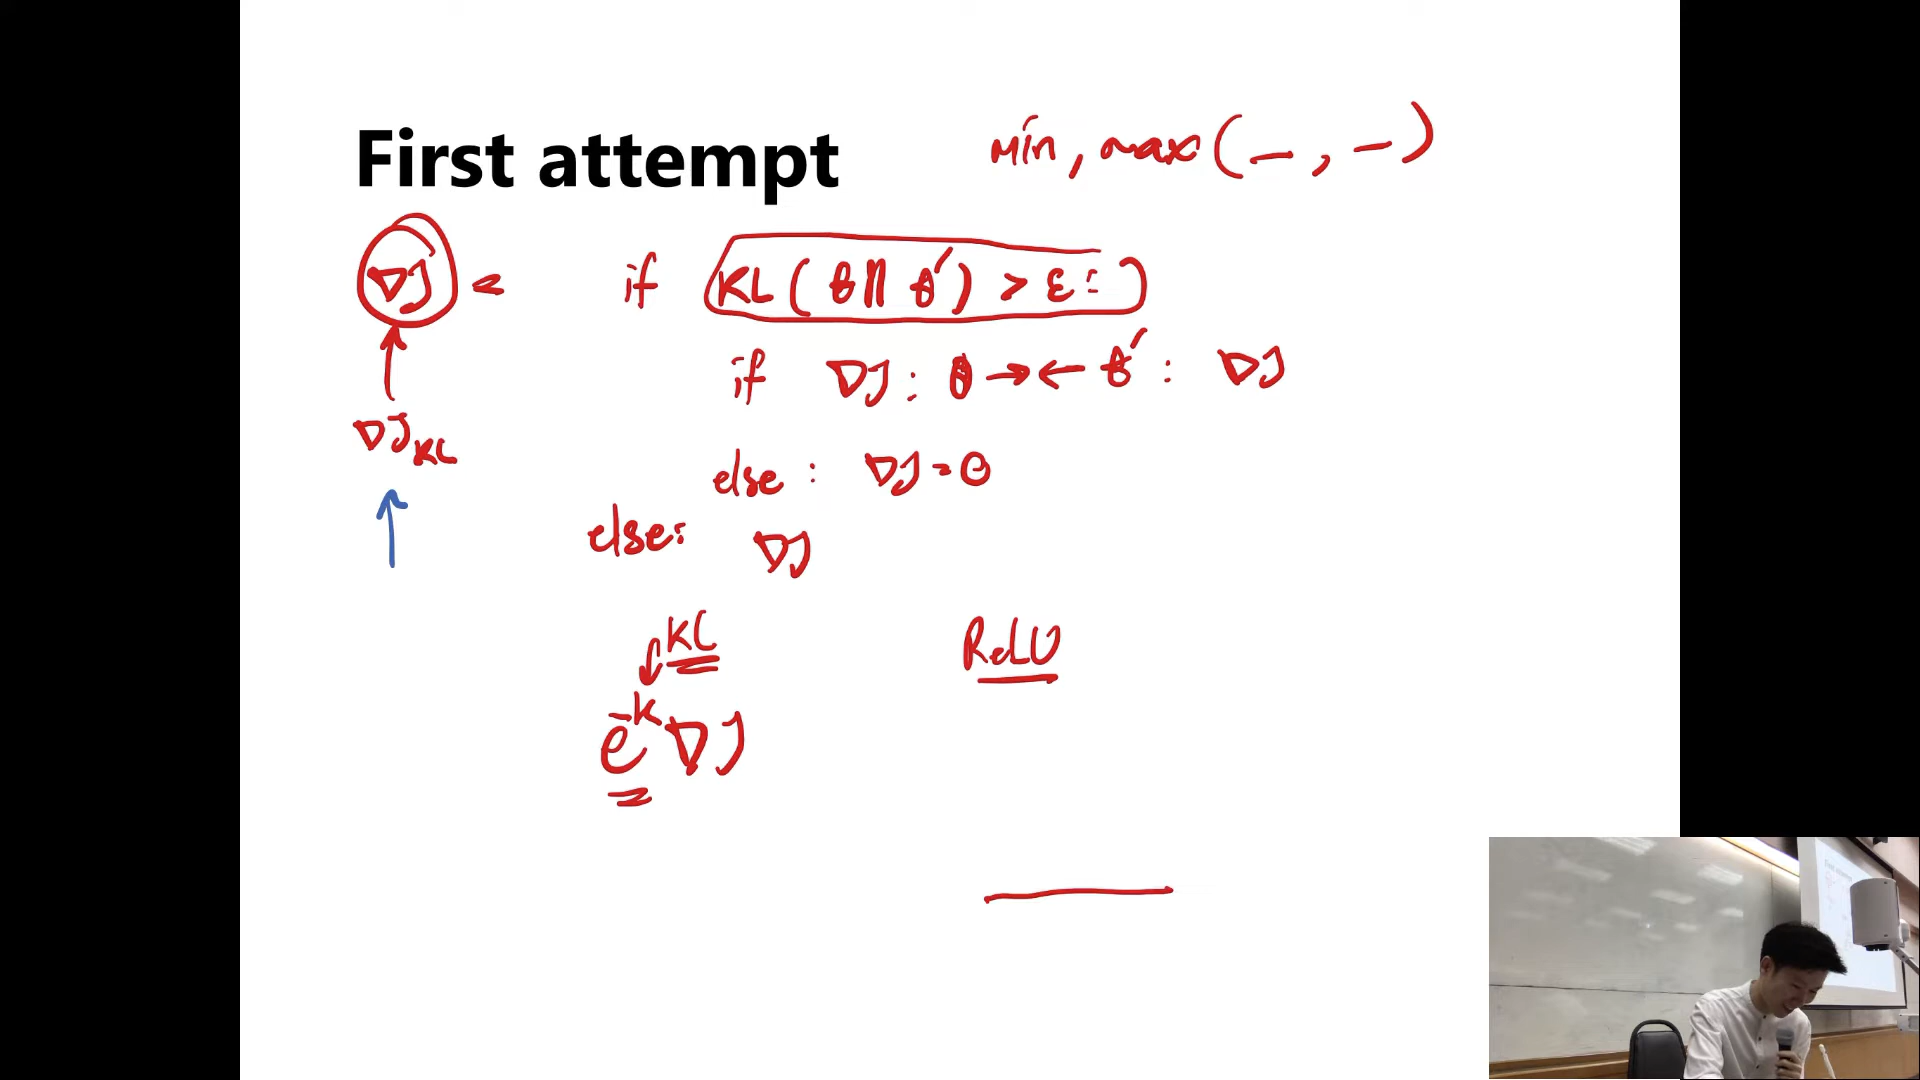 First attempt
min, max( _ , _ )
∇J = if KL(θ‖θ′) > ε:
if ∇J: θ → ← θ′: ∇J
∇J_KL
else: ∇J = 0
else: ∇J
KL
ReLU
e^-k ∇J